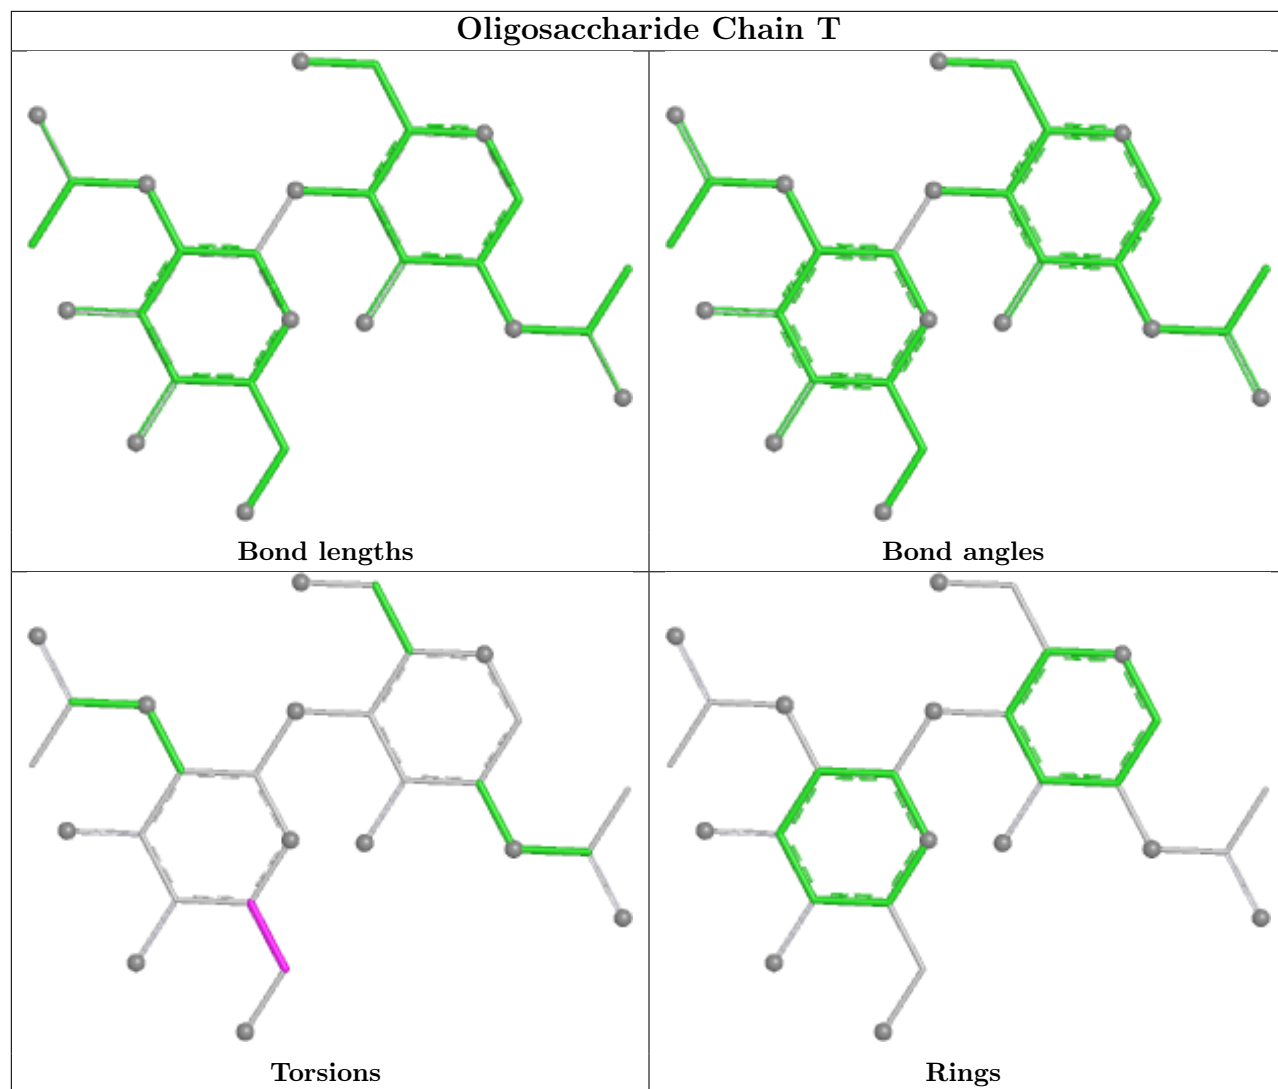 Oligosaccharide Chain T
Bond lengths
Bond angles
Torsions
Rings